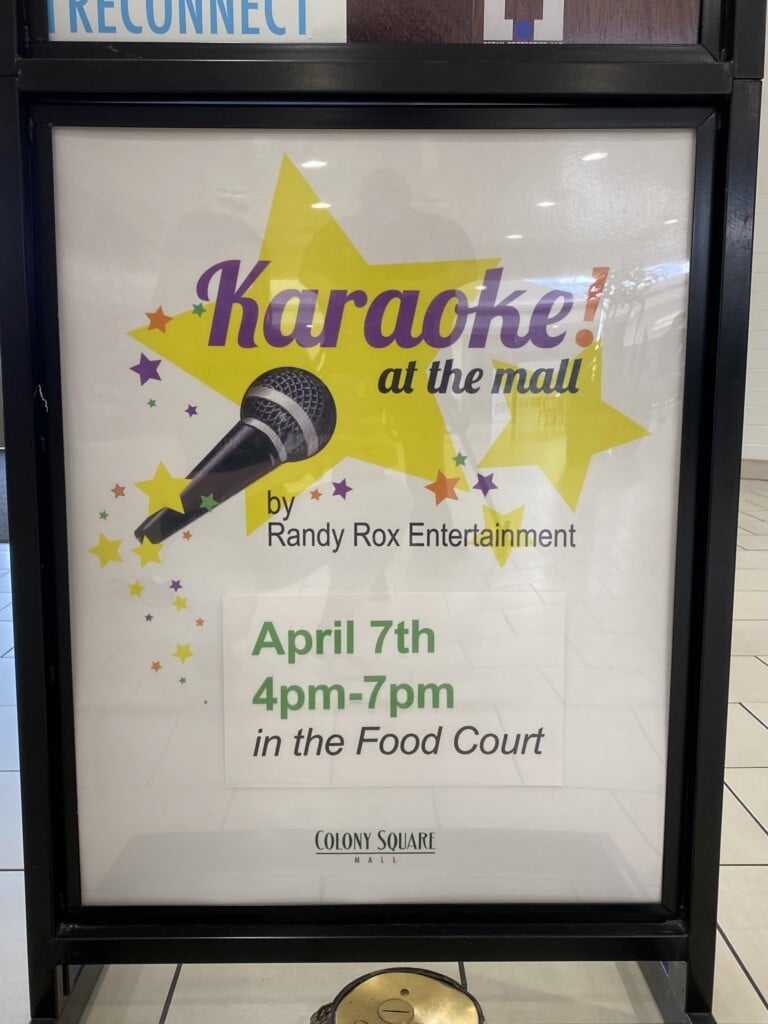 RECONNECT
Karaoke!
at the mall
by
Randy Rox Entertainment
April 7th
4pm-7pm
in the Food Court
COLONY SQUARE
MALL